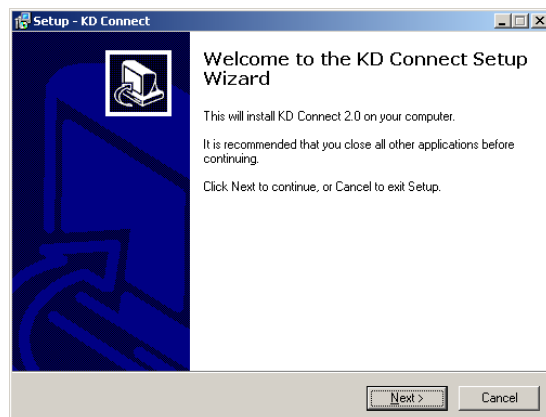 Setup - KD Connect
Welcome to the KD Connect Setup
Wizard
This will install KD Connect 2.0 on your computer.
It is recommended that you close all other applications before
continuing.
Click Next to continue, or Cancel to exit Setup.
Next >
Cancel